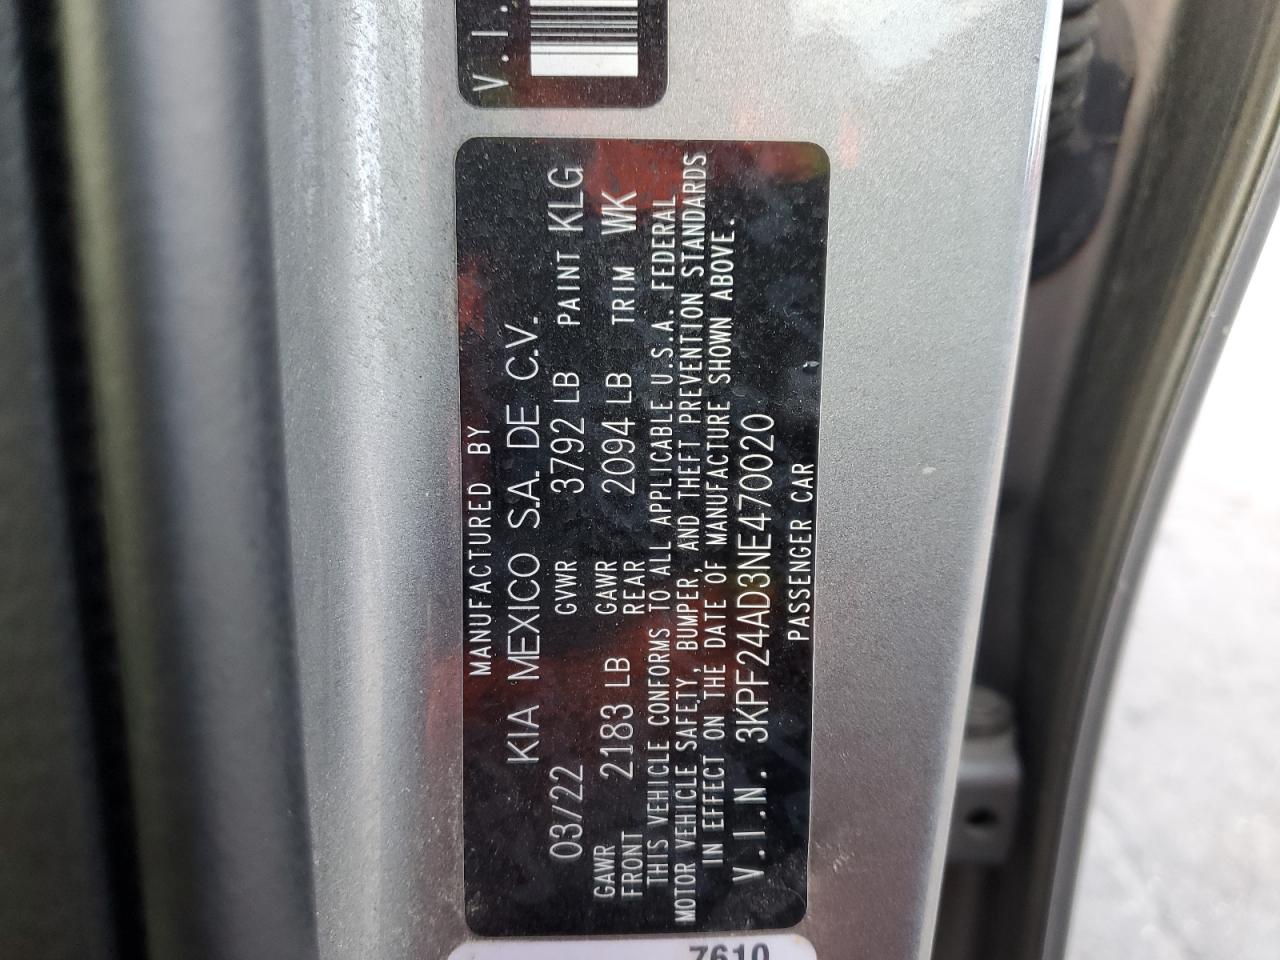 V.I.
MANUFACTURED BY
KIA MEXICO S.A. DE C.V.
03/22 GVWR 3792 LB PAINT KLG
GAWR FRONT 2183 LB GAWR REAR 2094 LB TRIM WK
THIS VEHICLE CONFORMS TO ALL APPLICABLE U.S.A. FEDERAL
MOTOR VEHICLE SAFETY, BUMPER, AND THEFT PREVENTION STANDARDS
IN EFFECT ON THE DATE OF MANUFACTURE SHOWN ABOVE.
V.I.N. 3KPF24AD3NE470020
PASSENGER CAR
7610